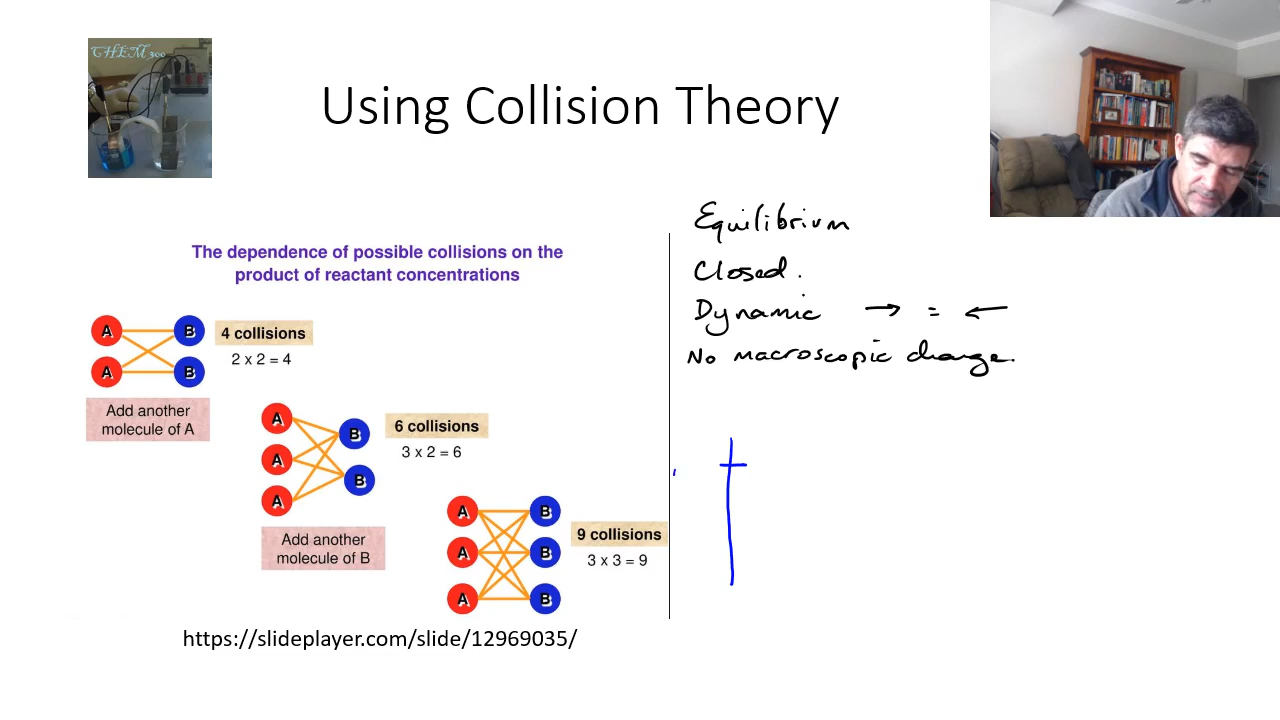 CHEM 300
Using Collision Theory
The dependence of possible collisions on the
product of reactant concentrations
A B
A B
4 collisions
2 x 2 = 4
Add another
molecule of A
A
A
A
B
B
6 collisions
3 x 2 = 6
Add another
molecule of B
A B
A B
A B
9 collisions
3 x 3 = 9
https://slideplayer.com/slide/12969035/
Equilibrium
Closed.
Dynamic → = ←
No macroscopic change.